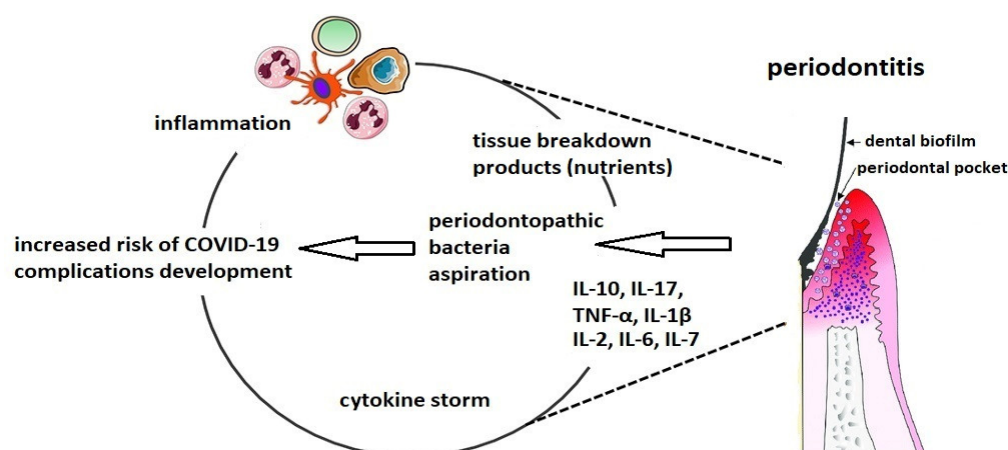 periodontitis
inflammation
tissue breakdown
products (nutrients)
dental biofilm
periodontal pocket
increased risk of COVID-19
complications development
periodontopathic
bacteria
aspiration
IL-10, IL-17,
TNF-α, IL-1β
IL-2, IL-6, IL-7
cytokine storm